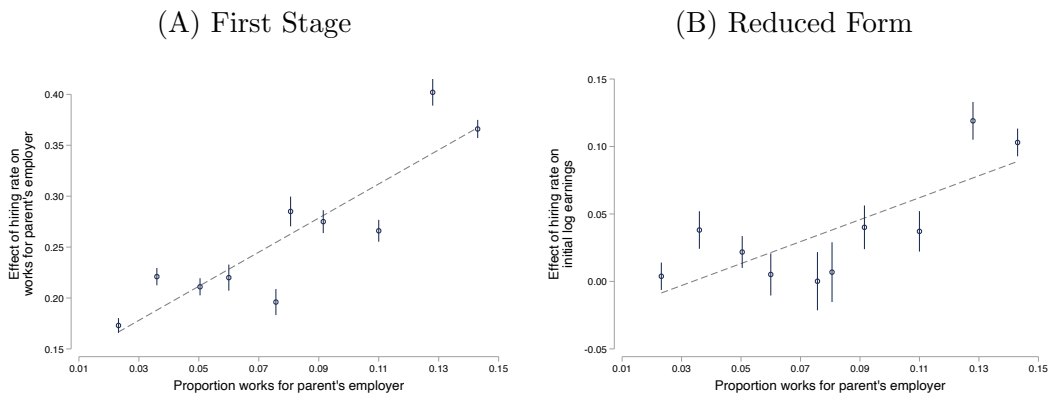 (A) First Stage
Effect of hiring rate on
works for parent's employer
0.40
0.35
0.30
0.25
0.20
0.15
0.01 0.03 0.05 0.07 0.09 0.11 0.13 0.15
Proportion works for parent's employer
(B) Reduced Form
Effect of hiring rate on
initial log earnings
0.15
0.10
0.05
0.00
-0.05
0.01 0.03 0.05 0.07 0.09 0.11 0.13 0.15
Proportion works for parent's employer